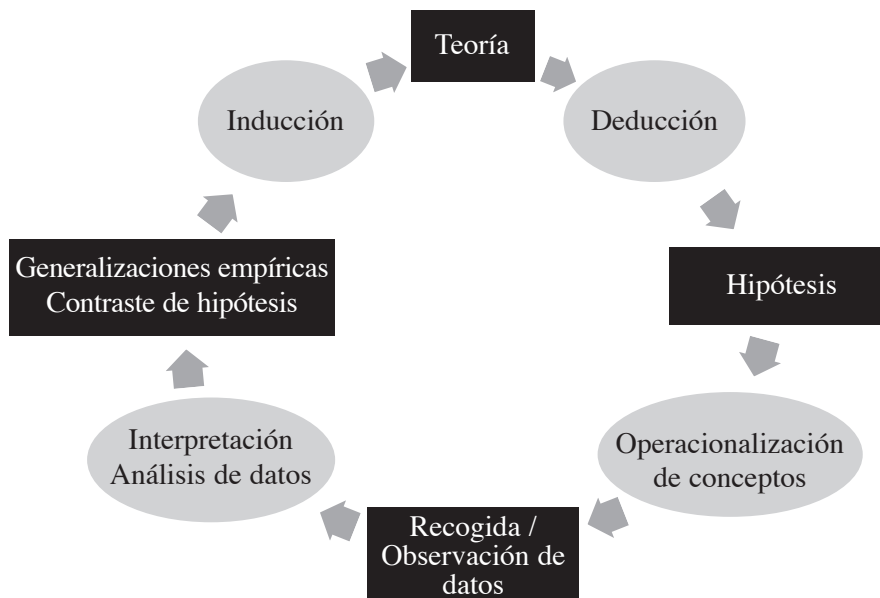 Teoría
Deducción
Hipótesis
Operacionalización
de conceptos
Recogida /
Observación de
datos
Interpretación
Análisis de datos
Generalizaciones empíricas
Contraste de hipótesis
Inducción